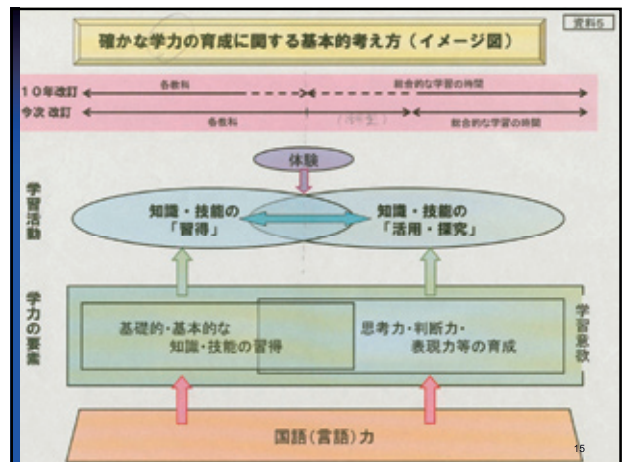 資料5
確かな学力の育成に関する基本的考え方(イメージ図)
10年改訂
各教科
総合的な学習の時間
今次 改訂
各教科
総合的な学習の時間
体験
学習活動
知識・技能の
「習得」
知識・技能の
「活用・探究」
学力の要素
基礎的・基本的な
知識・技能の習得
思考力・判断力・
表現力等の育成
学習意欲
国語(言語)力
15